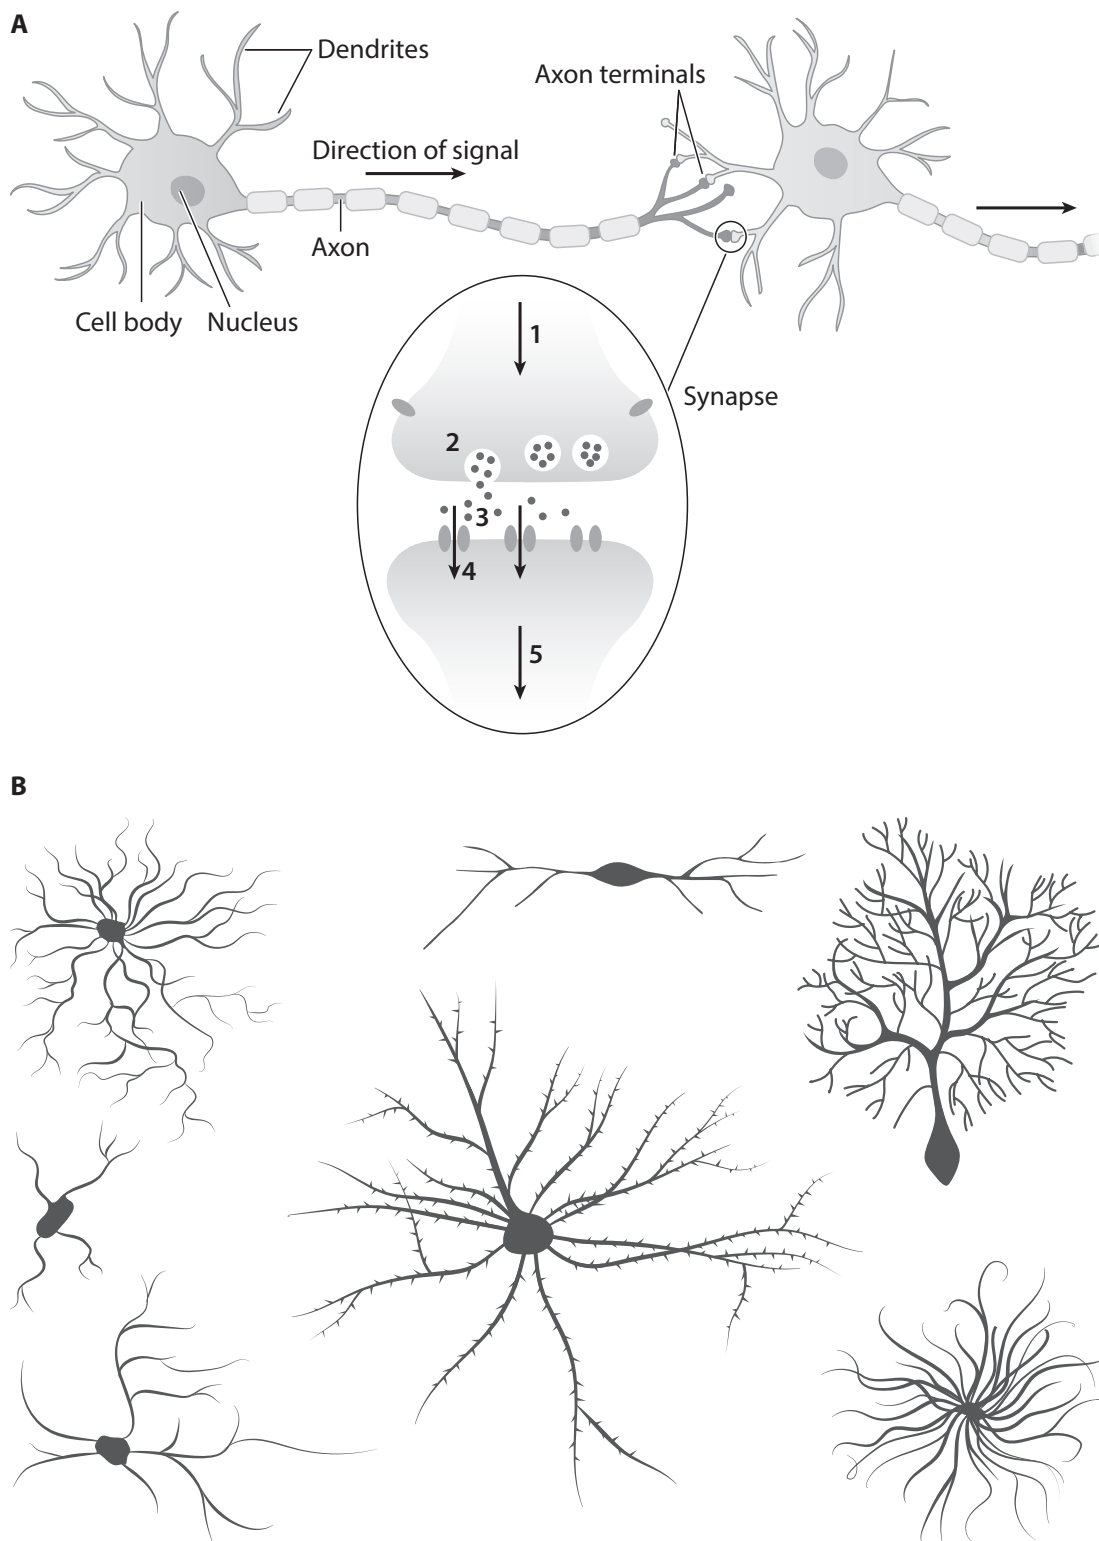 A
Dendrites
Axon terminals
Direction of signal
Axon
Cell body
Nucleus
1
Synapse
2
3
4
5
B